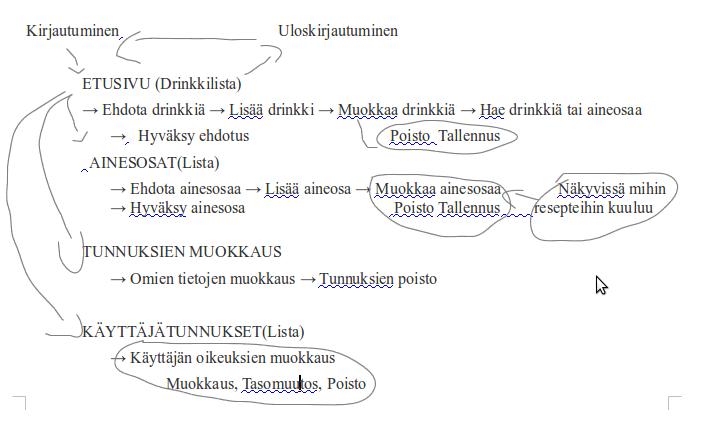 Kirjautuminen Uloskirjautuminen
ETUSIVU (Drinkkilista)
→ Ehdota drinkkiä → Lisää drinkki → Muokkaa drinkkiä → Hae drinkkiä tai aineosaa
→ Hyväksy ehdotus Poisto Tallennus
AINESOSAT(Lista)
→ Ehdota ainesosaa → Lisää aineosa → Muokkaa ainesosaa Näkyvissä mihin
→ Hyväksy ainesosa Poisto Tallennus resepteihin kuuluu
TUNNUKSIEN MUOKKAUS
→ Omien tietojen muokkaus → Tunnuksien poisto
KÄYTTÄJÄTUNNUKSET(Lista)
→ Käyttäjän oikeuksien muokkaus
Muokkaus, Tasomuutos, Poisto